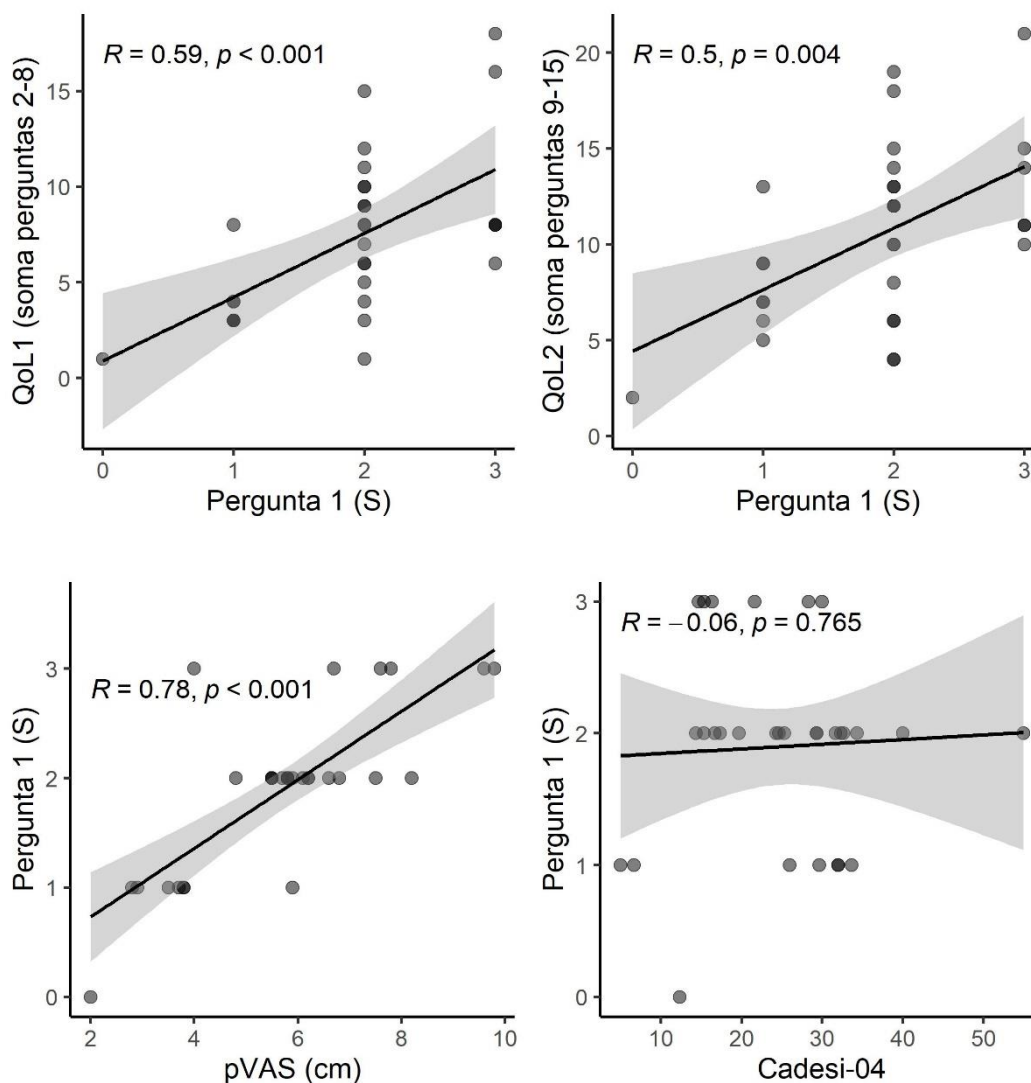 R = 0.59, p < 0.001
QoL1 (soma perguntas 2-8)
15
10
5
0
0 1 2 3
Pergunta 1 (S)
R = 0.5, p = 0.004
QoL2 (soma perguntas 9-15)
20
15
10
5
0
0 1 2 3
Pergunta 1 (S)
R = 0.78, p < 0.001
Pergunta 1 (S)
3
2
1
0
2 4 6 8 10
pVAS (cm)
R = −0.06, p = 0.765
Pergunta 1 (S)
3
2
1
0
10 20 30 40 50
Cadesi-04